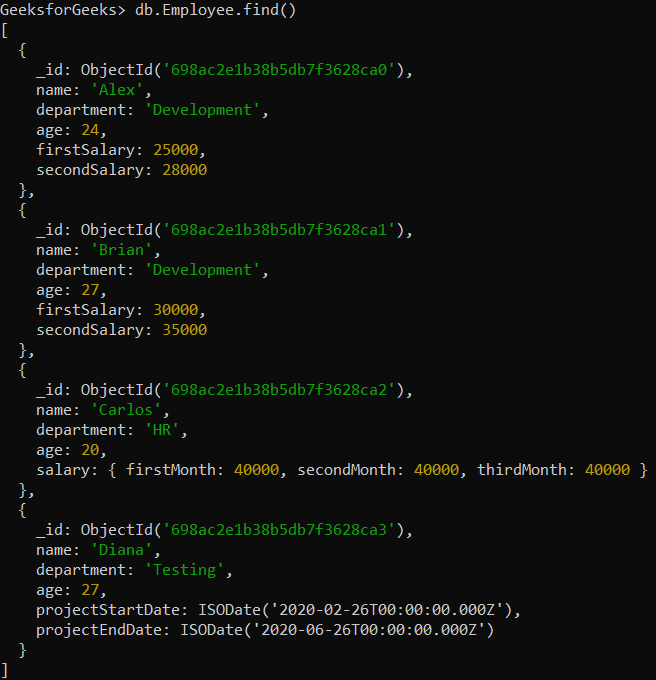 GeeksforGeeks> db.Employee.find()
[
  {
    _id: ObjectId('698ac2e1b38b5db7f3628ca0'),
    name: 'Alex',
    department: 'Development',
    age: 24,
    firstSalary: 25000,
    secondSalary: 28000
  },
  {
    _id: ObjectId('698ac2e1b38b5db7f3628ca1'),
    name: 'Brian',
    department: 'Development',
    age: 27,
    firstSalary: 30000,
    secondSalary: 35000
  },
  {
    _id: ObjectId('698ac2e1b38b5db7f3628ca2'),
    name: 'Carlos',
    department: 'HR',
    age: 20,
    salary: { firstMonth: 40000, secondMonth: 40000, thirdMonth: 40000 }
  },
  {
    _id: ObjectId('698ac2e1b38b5db7f3628ca3'),
    name: 'Diana',
    department: 'Testing',
    age: 27,
    projectStartDate: ISODate('2020-02-26T00:00:00.000Z'),
    projectEndDate: ISODate('2020-06-26T00:00:00.000Z')
  }
]